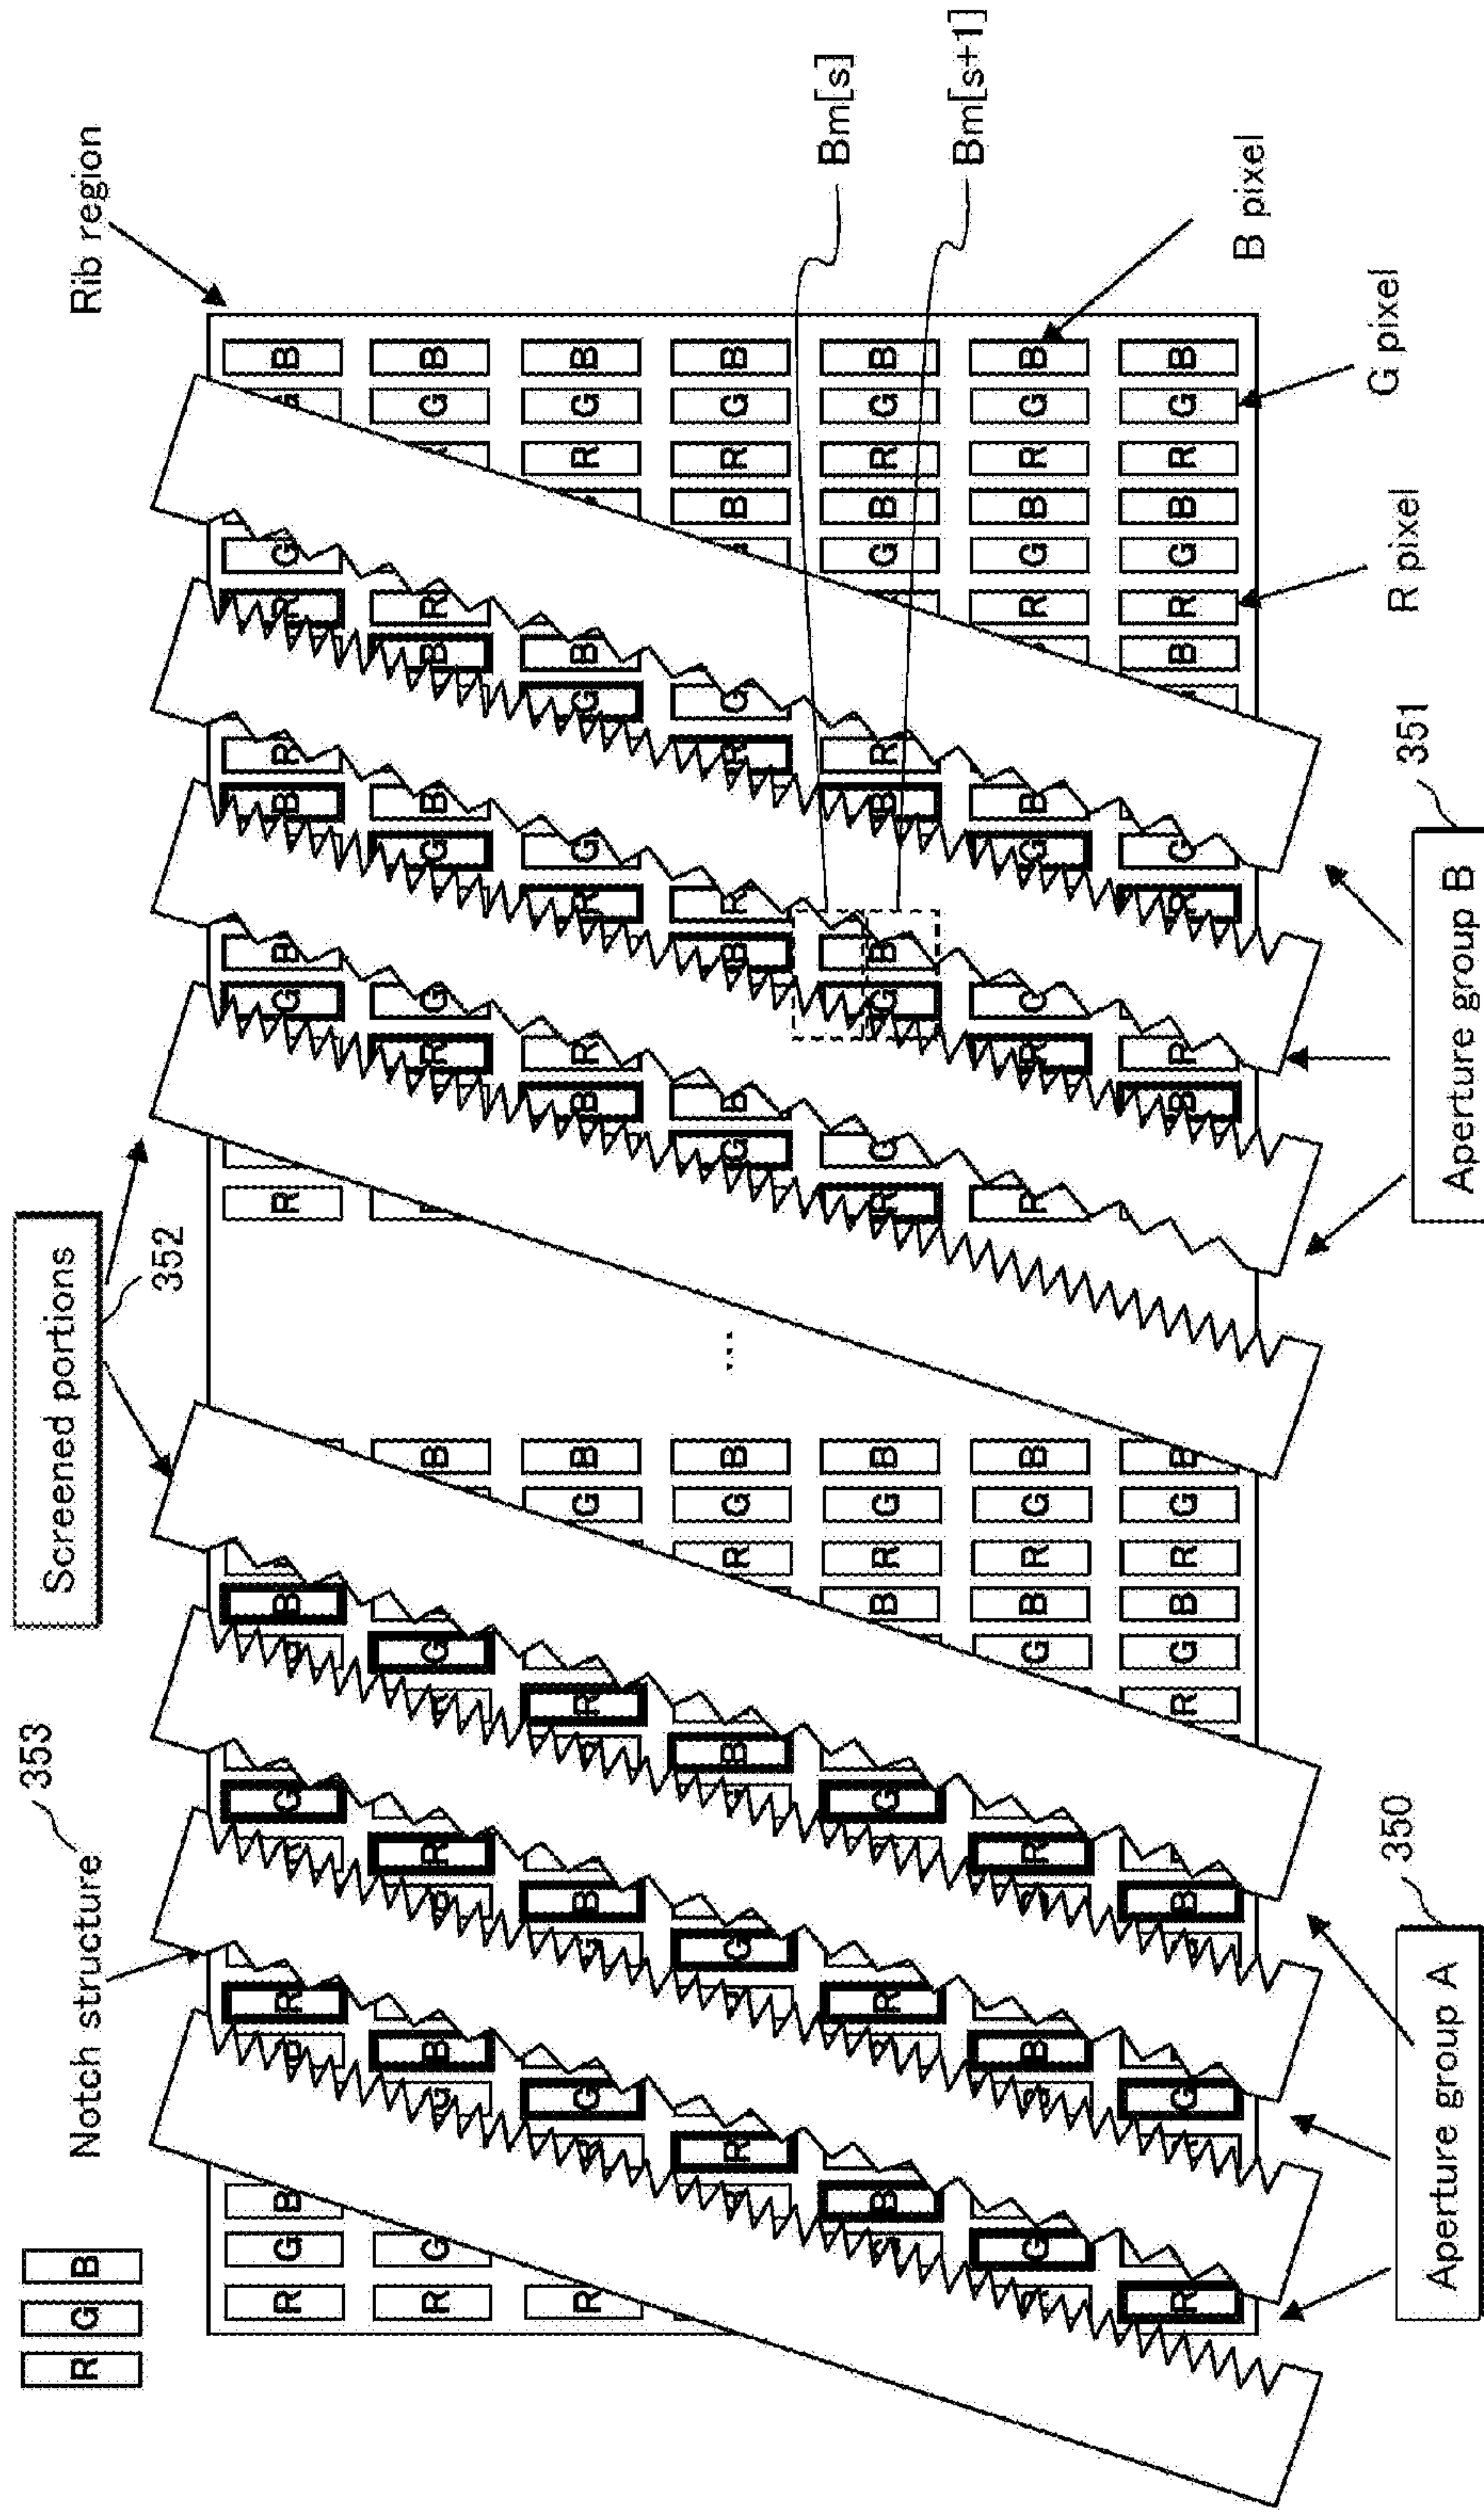 R G B
Screened portions
352
Notch structure
353
Rib region
R G B R G B R G B B R R G B
R G B R G B R G G B B R G B
R G B R G B B R R G G B R G B
R G B R G B G B B R R G B R G B
...
B R G B R G B R G G B B R G B R G B
G B R G B R G B R R G G B R G B R G B
R G B R G B R G B B R R G B R G B R G B
Bm[s]
Bm[s+1]
B pixel
G pixel
R pixel
350
Aperture group A
351
Aperture group B